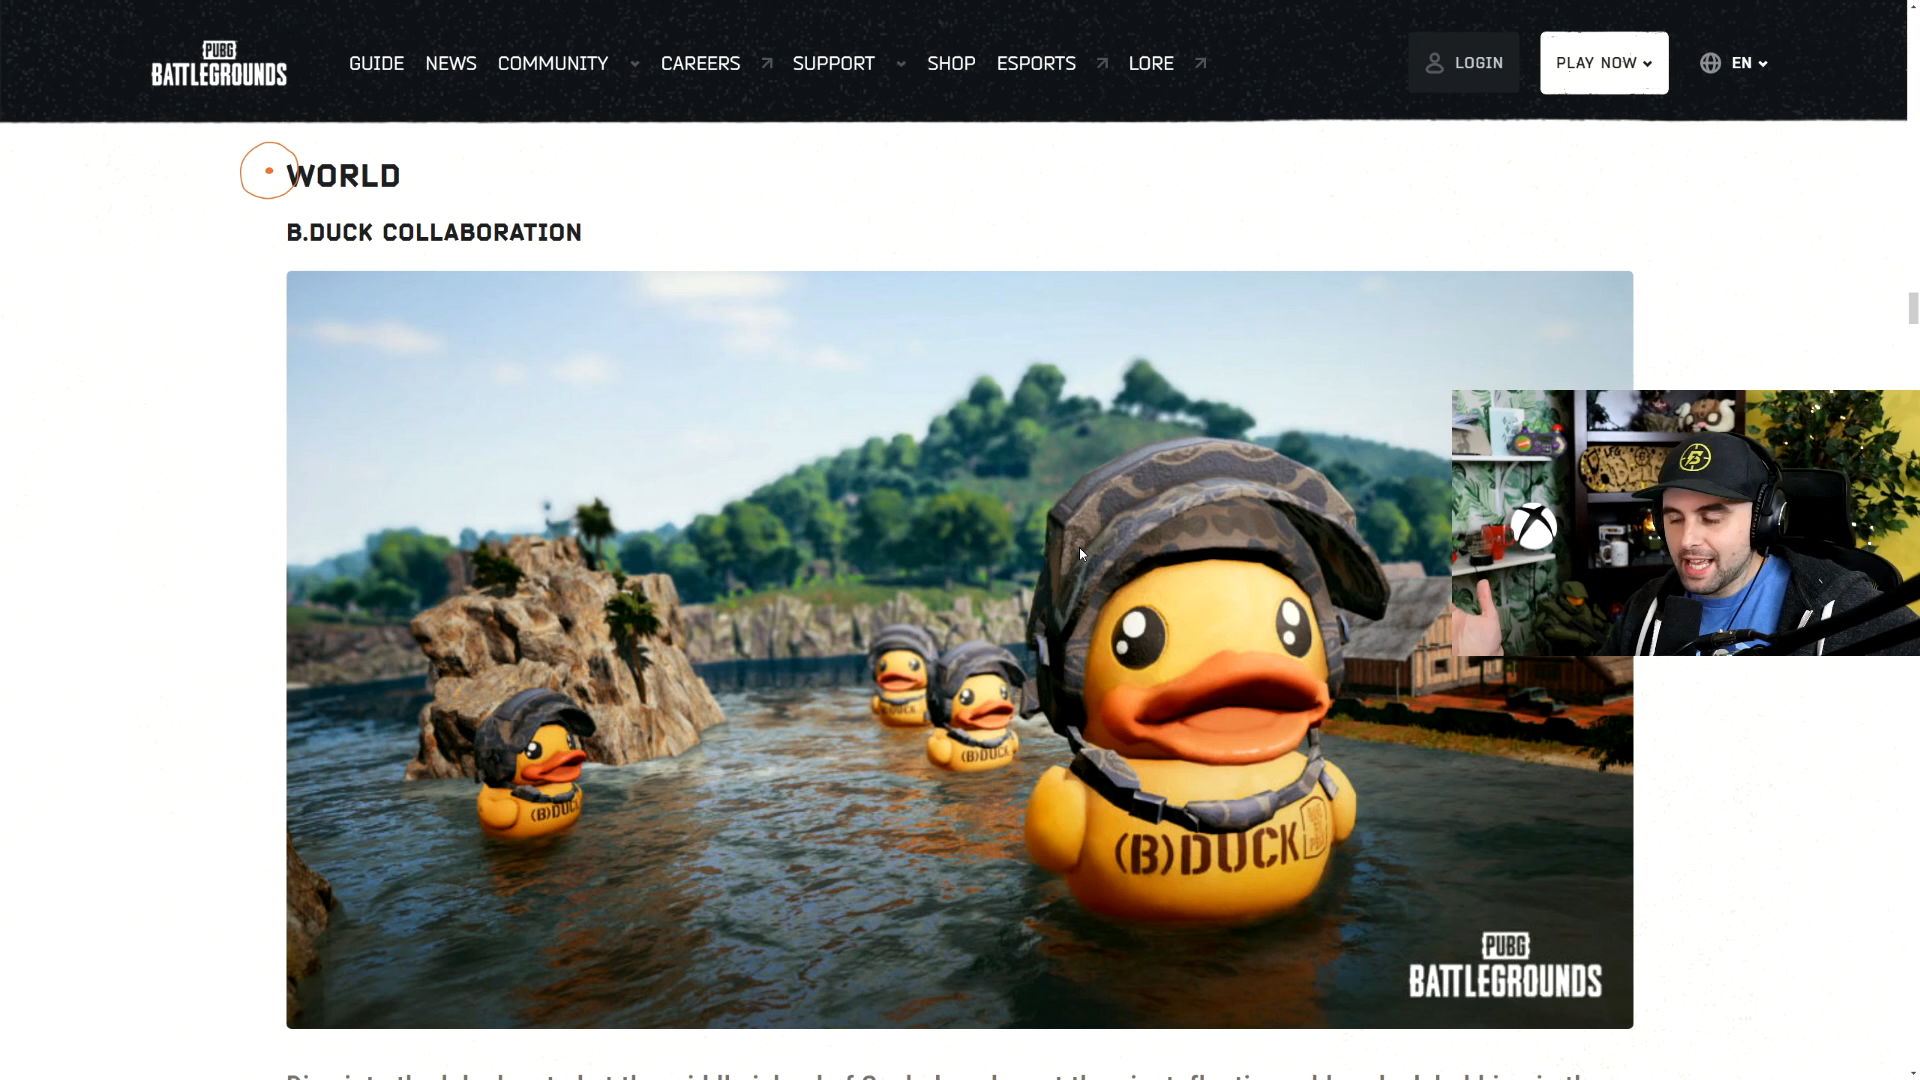 PUBG
BATTLEGROUNDS
GUIDE NEWS COMMUNITY CAREERS SUPPORT SHOP ESPORTS LORE
LOGIN
PLAY NOW
EN
WORLD
B.DUCK COLLABORATION
(B)DUCK
(B)DUCK
(B)DUCK
PUBG
BATTLEGROUNDS